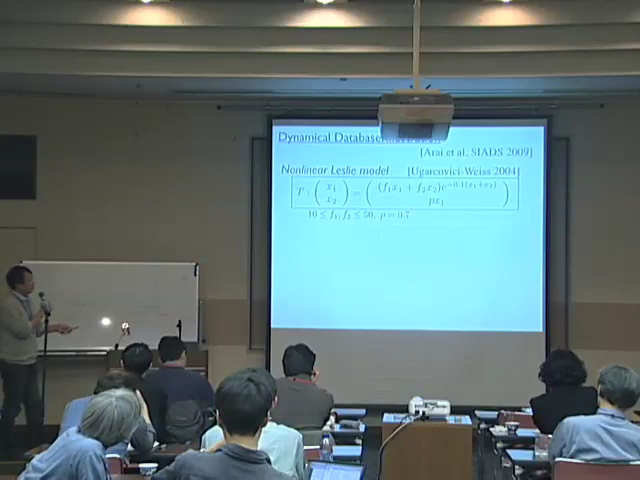 Dynamical Database
[Arai et al, SIADS 2009]
Nonlinear Leslie model [Ugarcovici-Weiss 2004]
T : ( x₁ x₂ ) = ( (f₁x₁ + f₂x₂)e^{-0.1(x₁+x₂)} px₁ )
10 ≤ f₁, f₂ ≤ 50, p = 0.7